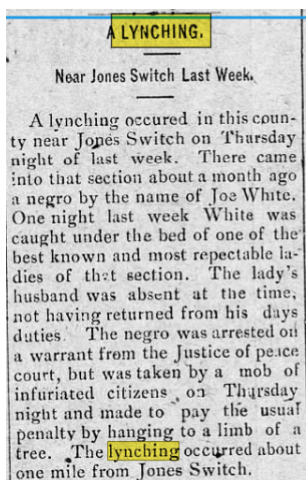 A LYNCHING.
Near Jones Switch Last Week.
A lynching occured in this coun-
ty near Jones Switch on Thursday
night of last week. There came
into that section about a month ago
a negro by the name of Joe White.
One night last week White was
caught under the bed of one of the
best known and most repectable la-
dies of that section. The lady's
husband was absent at the time,
not having returned from his days
duties. The negro was arrested on
a warrant from the Justice of peace
court, but was taken by a mob of
infuriated citizens on Thursday
night and made to pay the usual
penalty by hanging to a limb of a
tree. The lynching occurred about
one mile from Jones Switch.